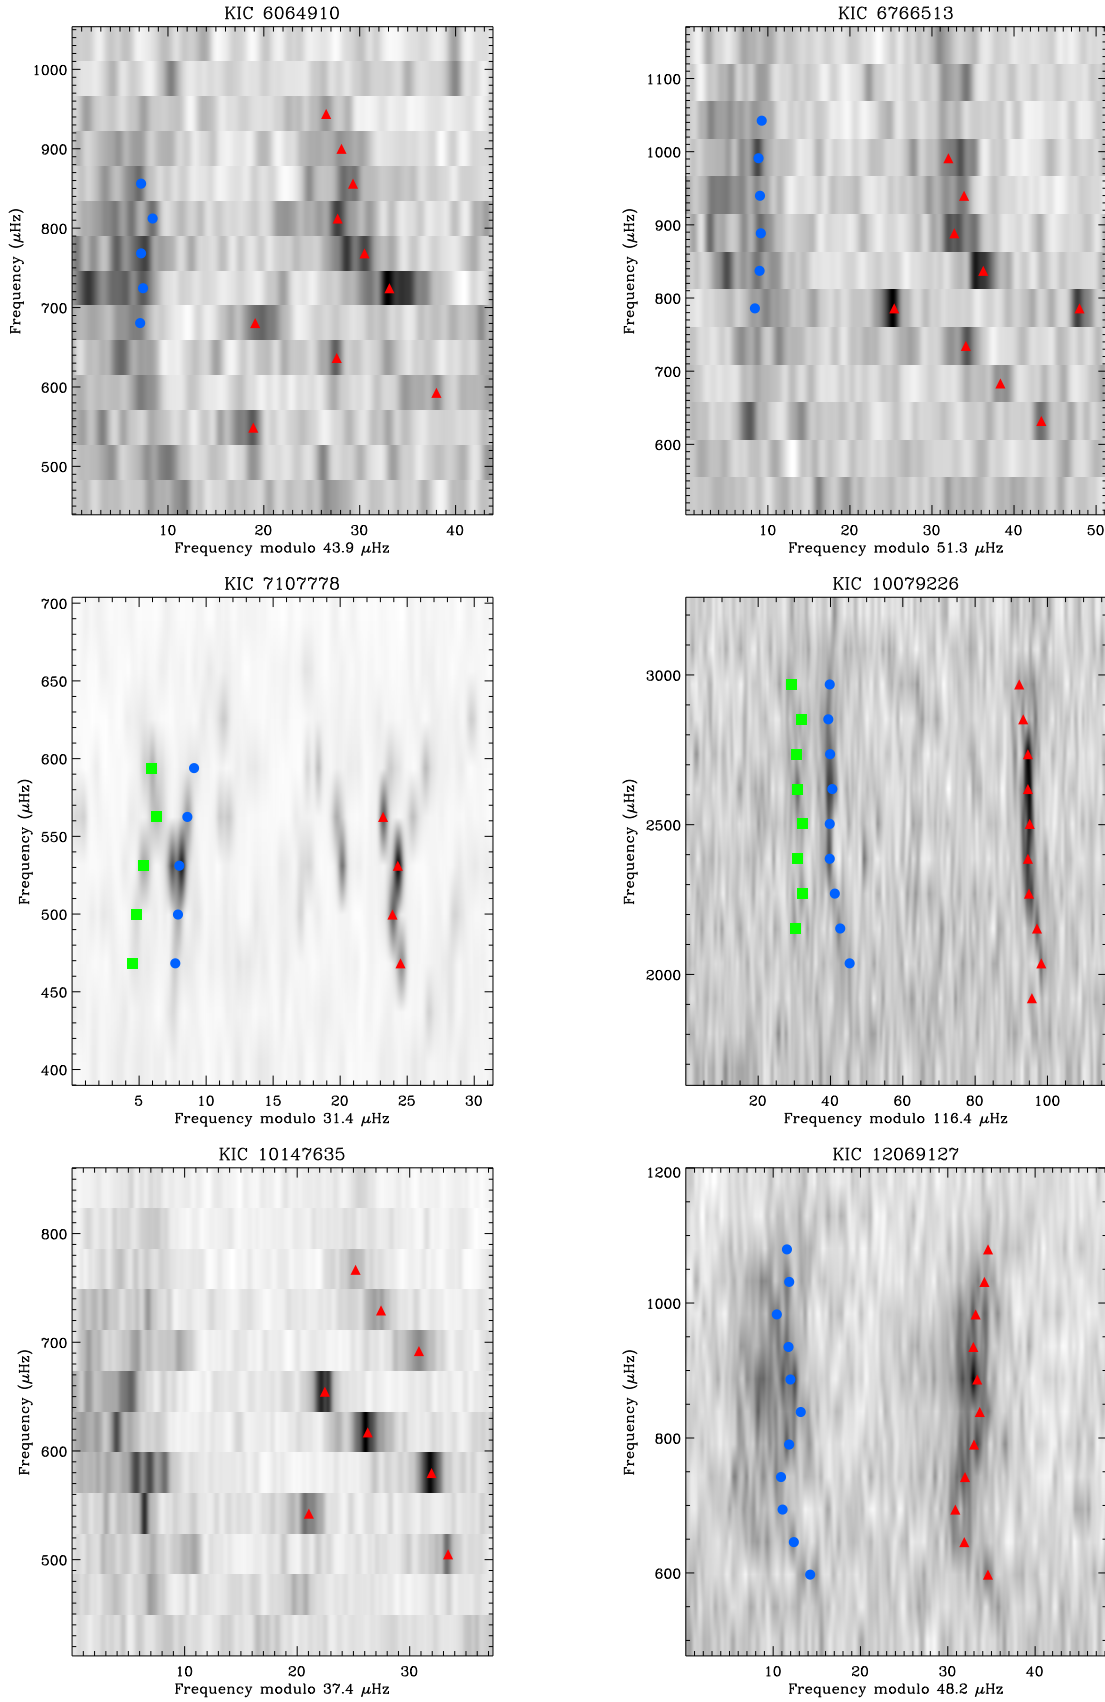 KIC 6064910
1000
900
800
700
600
500
Frequency (μHz)
10 20 30 40
Frequency modulo 43.9 μHz
KIC 6766513
1100
1000
900
800
700
600
Frequency (μHz)
10 20 30 40 50
Frequency modulo 51.3 μHz
KIC 7107778
700
650
600
550
500
450
400
Frequency (μHz)
5 10 15 20 25 30
Frequency modulo 31.4 μHz
KIC 10079226
3000
2500
2000
Frequency (μHz)
20 40 60 80 100
Frequency modulo 116.4 μHz
KIC 10147635
800
700
600
500
Frequency (μHz)
10 20 30
Frequency modulo 37.4 μHz
KIC 12069127
1200
1000
800
600
Frequency (μHz)
10 20 30 40
Frequency modulo 48.2 μHz